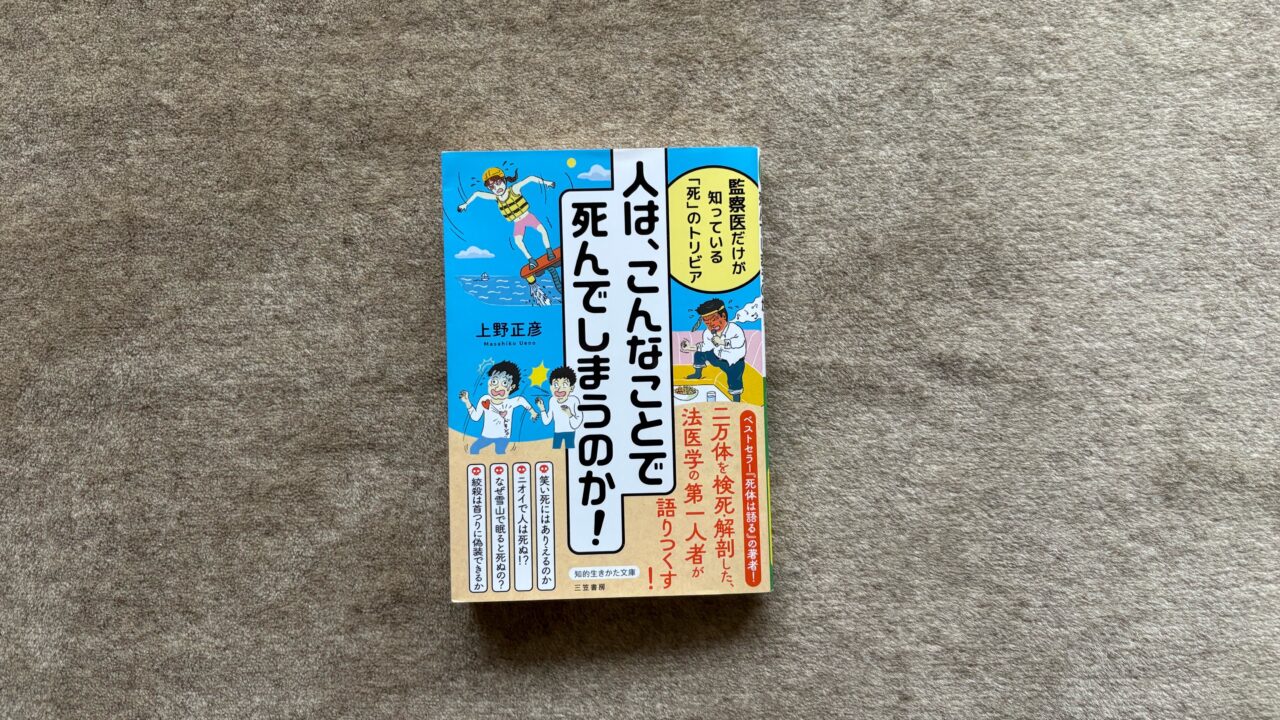 監察医だけが
知っている
「死」のトリビア
人は、こんなことで
死んでしまうのか!
上野正彦
Masahiko Ueno
ベストセラー『死体は語る』の著者!
二万体を検死・解剖した、
法医学の第一人者が
語りつくす!
笑い死にはありえるのか
ニオイで人は死ぬ!?
なぜ雪山で眠ると死ぬの?
絞殺は首つりに偽装できるか
知的生きかた文庫
三笠書房